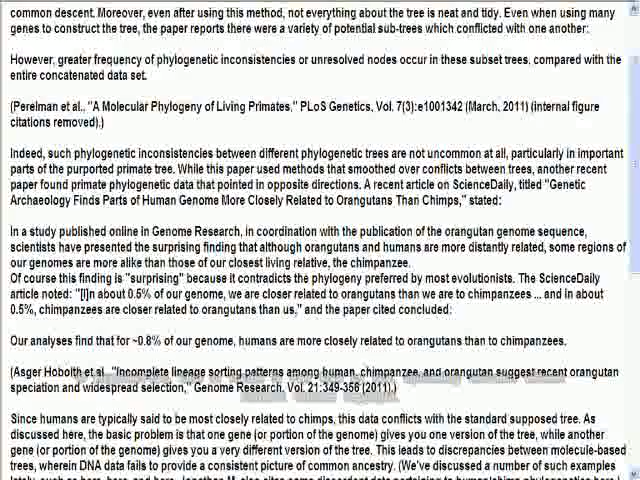 common descent. Moreover, even after using this method, not everything about the tree is neat and tidy. Even when using many
genes to construct the tree, the paper reports there were a variety of potential sub-trees which conflicted with one another:
However, greater frequency of phylogenetic inconsistencies or unresolved nodes occur in these subset trees, compared with the
entire concatenated data set.
(Perelman et al., "A Molecular Phylogeny of Living Primates," PLoS Genetics, Vol. 7(3):e1001342 (March, 2011) (internal figure
citations removed).)
Indeed, such phylogenetic inconsistencies between different phylogenetic trees are not uncommon at all, particularly in important
parts of the purported primate tree. While this paper used methods that smoothed over conflicts between trees, another recent
paper found primate phylogenetic data that pointed in opposite directions. A recent article on ScienceDaily, titled "Genetic
Archaeology Finds Parts of Human Genome More Closely Related to Orangutans Than Chimps," stated:
In a study published online in Genome Research, in coordination with the publication of the orangutan genome sequence,
scientists have presented the surprising finding that although orangutans and humans are more distantly related, some regions of
our genomes are more alike than those of our closest living relative, the chimpanzee.
Of course this finding is "surprising" because it contradicts the phylogeny preferred by most evolutionists. The ScienceDaily
article noted: "[I]n about 0.5% of our genome, we are closer related to orangutans than we are to chimpanzees ... and in about
0.5%, chimpanzees are closer related to orangutans than us," and the paper cited concluded:
Our analyses find that for ~0.8% of our genome, humans are more closely related to orangutans than to chimpanzees.
(Asger Hobolth et al., "Incomplete lineage sorting patterns among human, chimpanzee, and orangutan suggest recent orangutan
speciation and widespread selection," Genome Research, Vol. 21:349-356 (2011).)
Since humans are typically said to be most closely related to chimps, this data conflicts with the standard supposed tree. As
discussed here, the basic problem is that one gene (or portion of the genome) gives you one version of the tree, while another
gene (or portion of the genome) gives you a very different version of the tree. This leads to discrepancies between molecule-based
trees, wherein DNA data fails to provide a consistent picture of common ancestry. (We've discussed a number of such examples